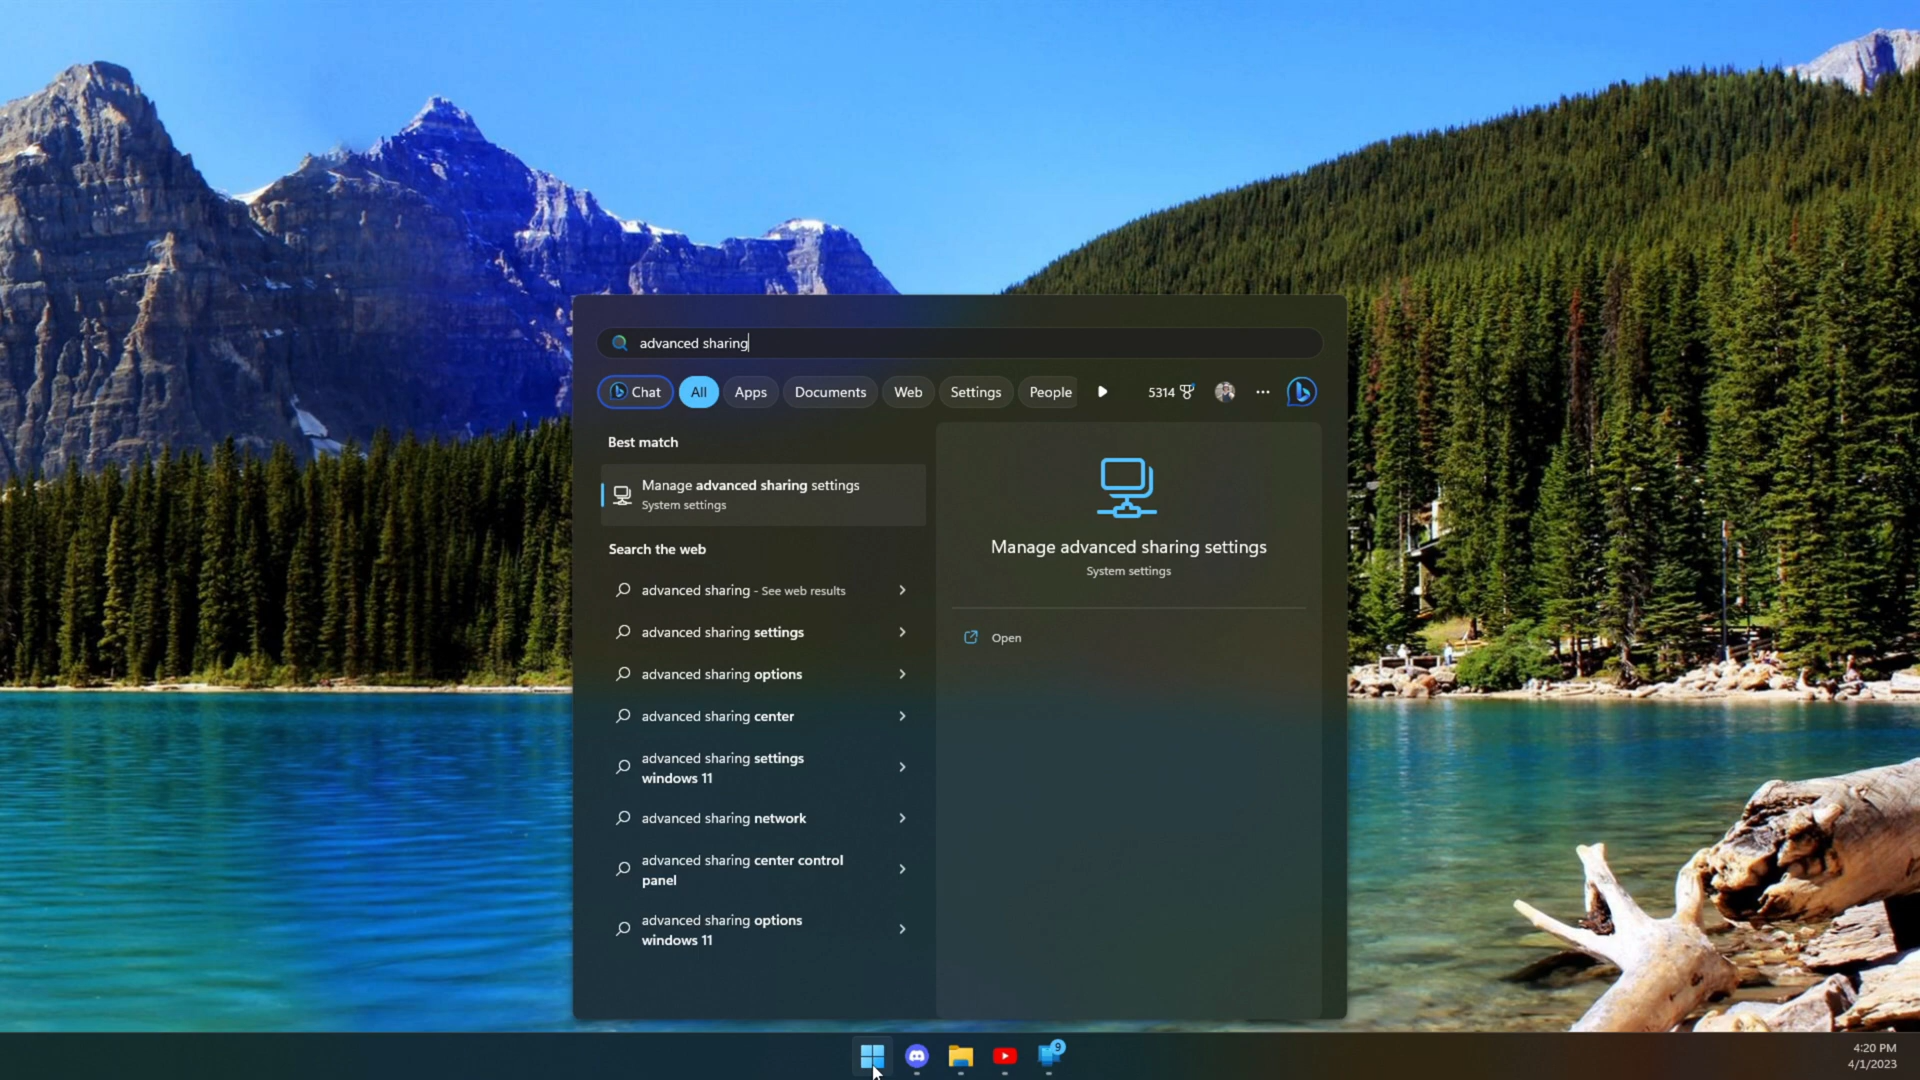 advanced sharing
Chat
All
Apps
Documents
Web
Settings
People
5314
Best match
Manage advanced sharing settings
System settings
Search the web
advanced sharing - See web results
advanced sharing settings
advanced sharing options
advanced sharing center
advanced sharing settings
windows 11
advanced sharing network
advanced sharing center control
panel
advanced sharing options
windows 11
Manage advanced sharing settings
System settings
Open
9
4:20 PM
4/1/2023